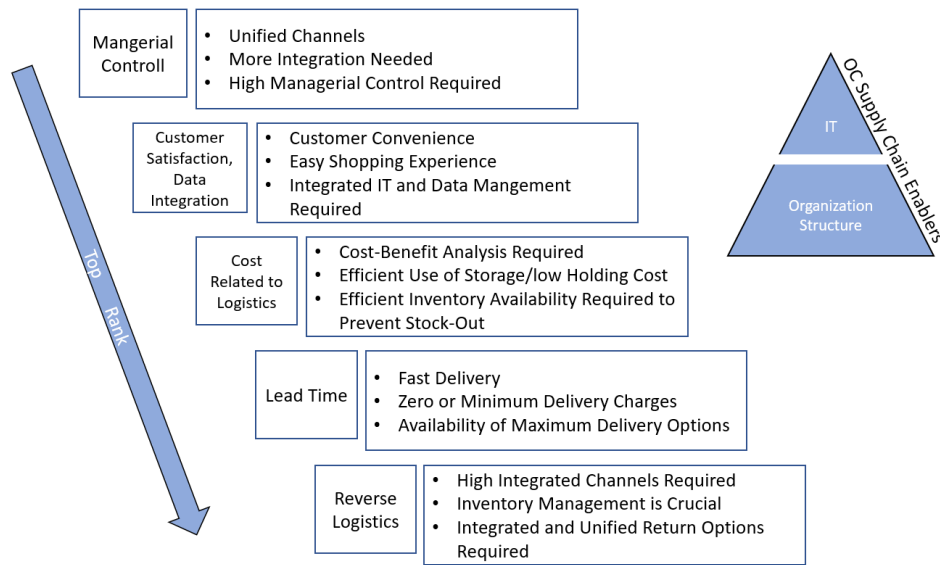 Mangerial
Controll
• Unified Channels
• More Integration Needed
• High Managerial Control Required
Customer
Satisfaction,
Data
Integration
• Customer Convenience
• Easy Shopping Experience
• Integrated IT and Data Mangement
Required
Cost
Related to
Logistics
• Cost-Benefit Analysis Required
• Efficient Use of Storage/low Holding Cost
• Efficient Inventory Availability Required to
Prevent Stock-Out
Lead Time
• Fast Delivery
• Zero or Minimum Delivery Charges
• Availability of Maximum Delivery Options
Reverse
Logistics
• High Integrated Channels Required
• Inventory Management is Crucial
• Integrated and Unified Return Options
Required
Top Rank
IT
Organization
Structure
OC Supply Chain Enablers